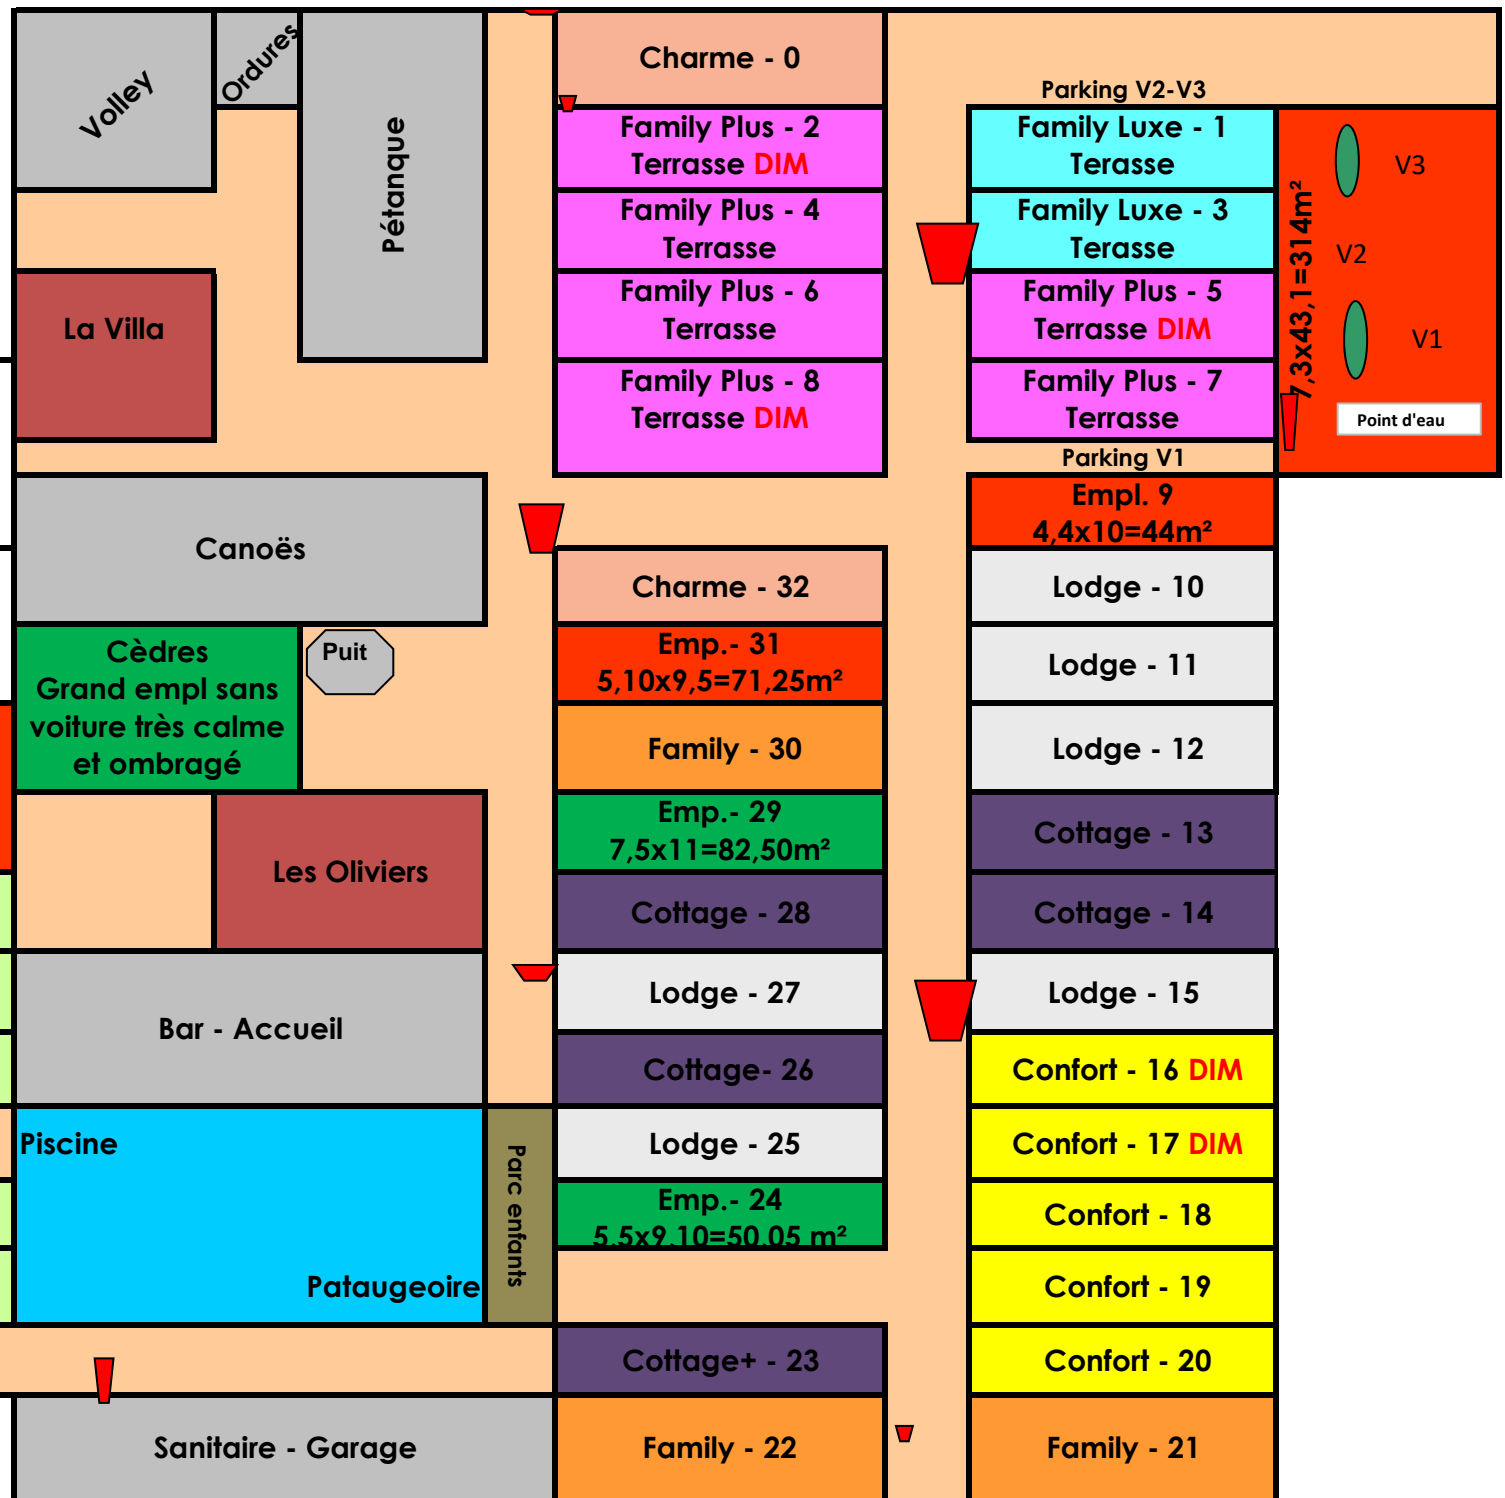 Volley
Ordures
Pétanque
Charme - 0
Parking V2-V3
Family Plus - 2
Terrasse DIM
Family Luxe - 1
Terasse
V3
Family Plus - 4
Terrasse
Family Luxe - 3
Terasse
7,3x43,1=314m²
V2
La Villa
Family Plus - 6
Terrasse
Family Plus - 5
Terrasse DIM
V1
Family Plus - 8
Terrasse DIM
Family Plus - 7
Terrasse
Point d'eau
Parking V1
Empl. 9
4,4x10=44m²
Canoës
Charme - 32
Lodge - 10
Cèdres
Grand empl sans
voiture très calme
et ombragé
Puit
Emp.- 31
5,10x9,5=71,25m²
Lodge - 11
Family - 30
Lodge - 12
Emp.- 29
7,5x11=82,50m²
Cottage - 13
Les Oliviers
Cottage - 28
Cottage - 14
Lodge - 27
Lodge - 15
Bar - Accueil
Cottage- 26
Confort - 16 DIM
Piscine
Parc enfants
Lodge - 25
Confort - 17 DIM
Emp.- 24
5,5x9,10=50,05 m²
Confort - 18
Pataugeoire
Confort - 19
Cottage+ - 23
Confort - 20
Sanitaire - Garage
Family - 22
Family - 21